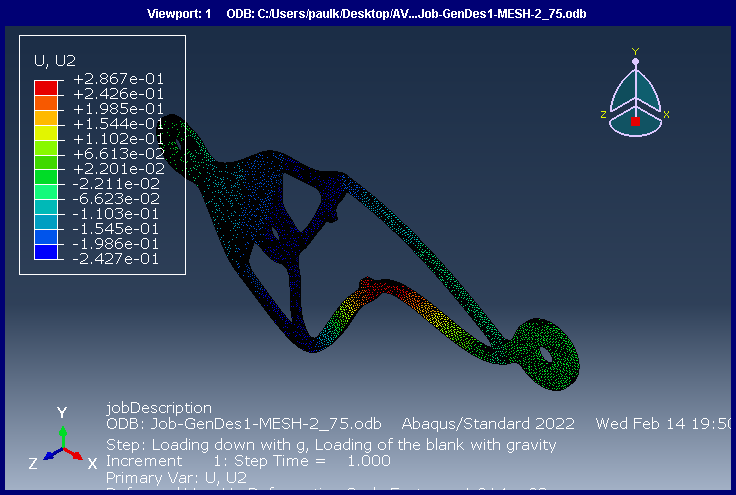 Viewport: 1 ODB: C:/Users/paulk/Desktop/AV...Job-GenDes1-MESH-2_75.odb
U, U2
+2.867e-01
+2.426e-01
+1.985e-01
+1.544e-01
+1.102e-01
+6.613e-02
+2.201e-02
-2.211e-02
-6.623e-02
-1.103e-01
-1.545e-01
-1.986e-01
-2.427e-01
Y
Z X
Y
Z X
jobDescription
ODB: Job-GenDes1-MESH-2_75.odb Abaqus/Standard 2022 Wed Feb 14 19:50
Step: Loading down with g, Loading of the blank with gravity
Increment 1: Step Time = 1.000
Primary Var: U, U2